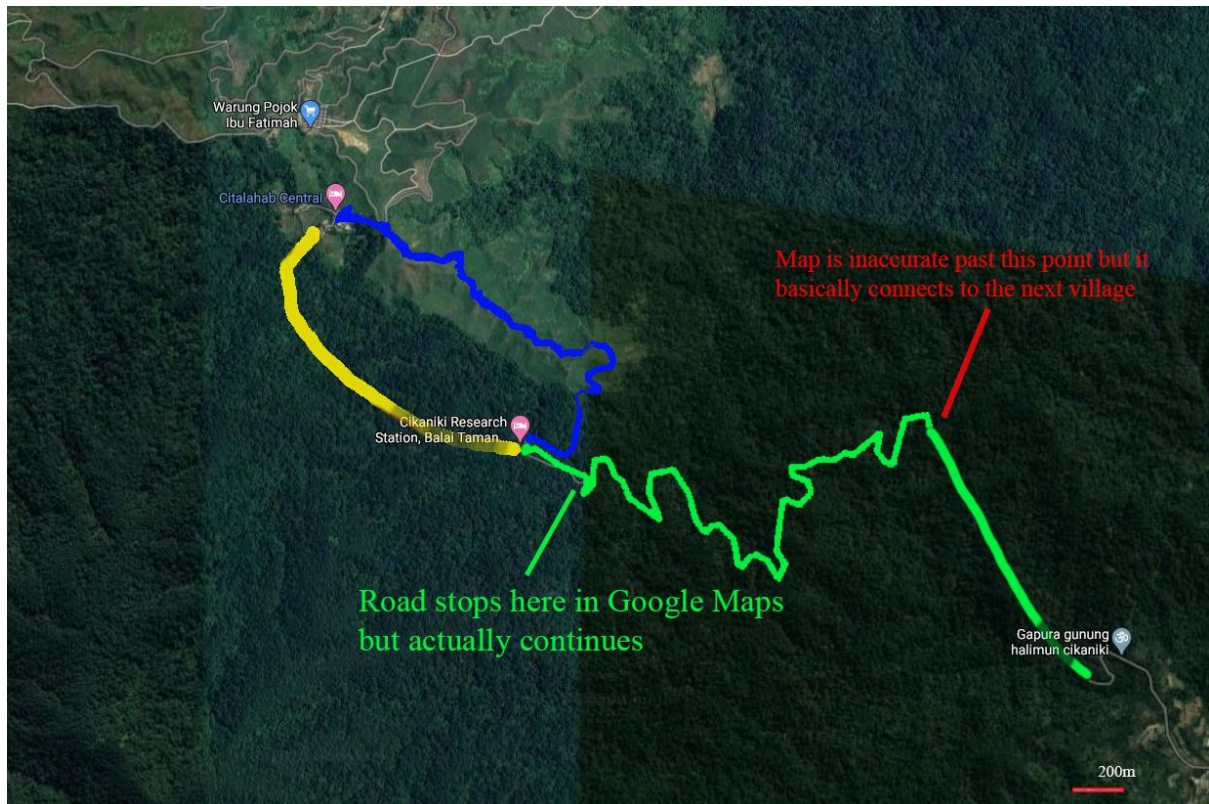 Warung Pojok
Ibu Fatimah
Citalahab Central
Map is inaccurate past this point but it
basically connects to the next village
Cikaniki Research
Station, Balai Taman...
Road stops here in Google Maps
but actually continues
Gapura gunung
halimun cikaniki
200m